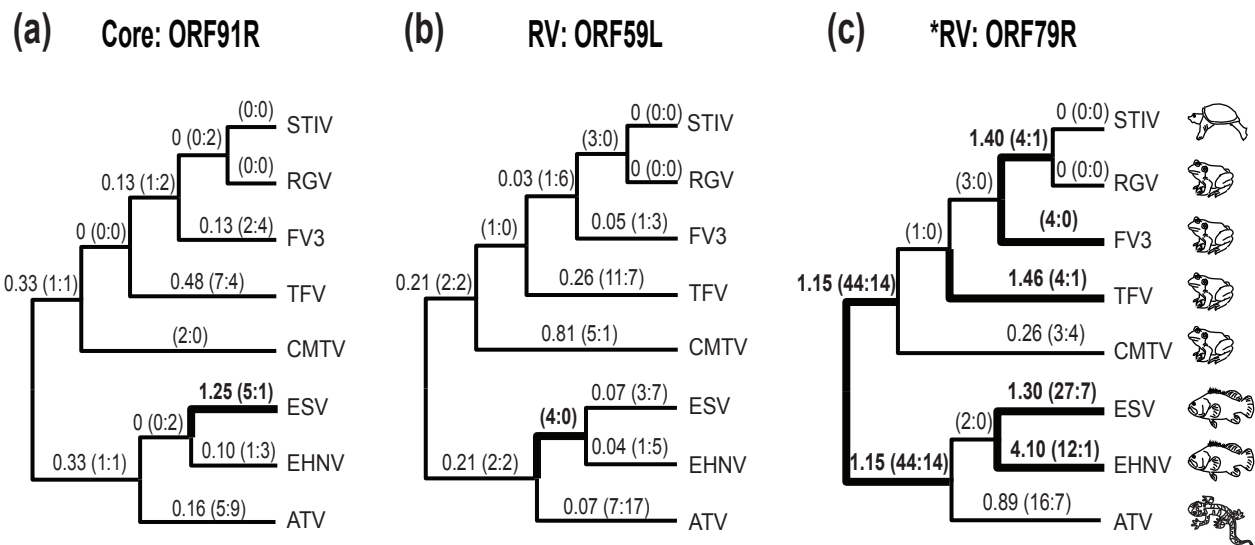 (a) Core: ORF91R
(0:0)
STIV
0 (0:2)
(0:0)
RGV
0.13 (1:2)
0.13 (2:4)
FV3
0 (0:0)
0.48 (7:4)
TFV
0.33 (1:1)
(2:0)
CMTV
1.25 (5:1)
ESV
0 (0:2)
0.10 (1:3)
EHNV
0.33 (1:1)
0.16 (5:9)
ATV
(b) RV: ORF59L
0 (0:0)
STIV
(3:0)
0 (0:0)
RGV
0.03 (1:6)
0.05 (1:3)
FV3
(1:0)
0.26 (11:7)
TFV
0.21 (2:2)
0.81 (5:1)
CMTV
0.07 (3:7)
ESV
(4:0)
0.04 (1:5)
EHNV
0.21 (2:2)
0.07 (7:17)
ATV
(c) *RV: ORF79R
0 (0:0)
STIV
1.40 (4:1)
0 (0:0)
RGV
(3:0)
(4:0)
FV3
(1:0)
1.46 (4:1)
TFV
1.15 (44:14)
0.26 (3:4)
CMTV
1.30 (27:7)
ESV
(2:0)
4.10 (12:1)
EHNV
1.15 (44:14)
0.89 (16:7)
ATV